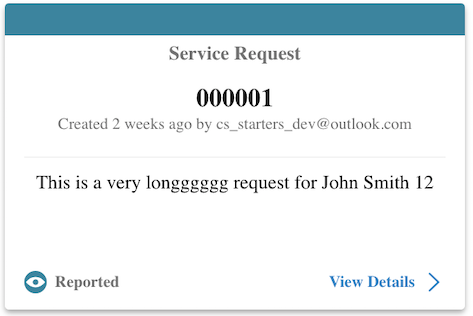 Service Request
000001
Created 2 weeks ago by cs_starters_dev@outlook.com
This is a very longggggg request for John Smith 12
Reported
View Details